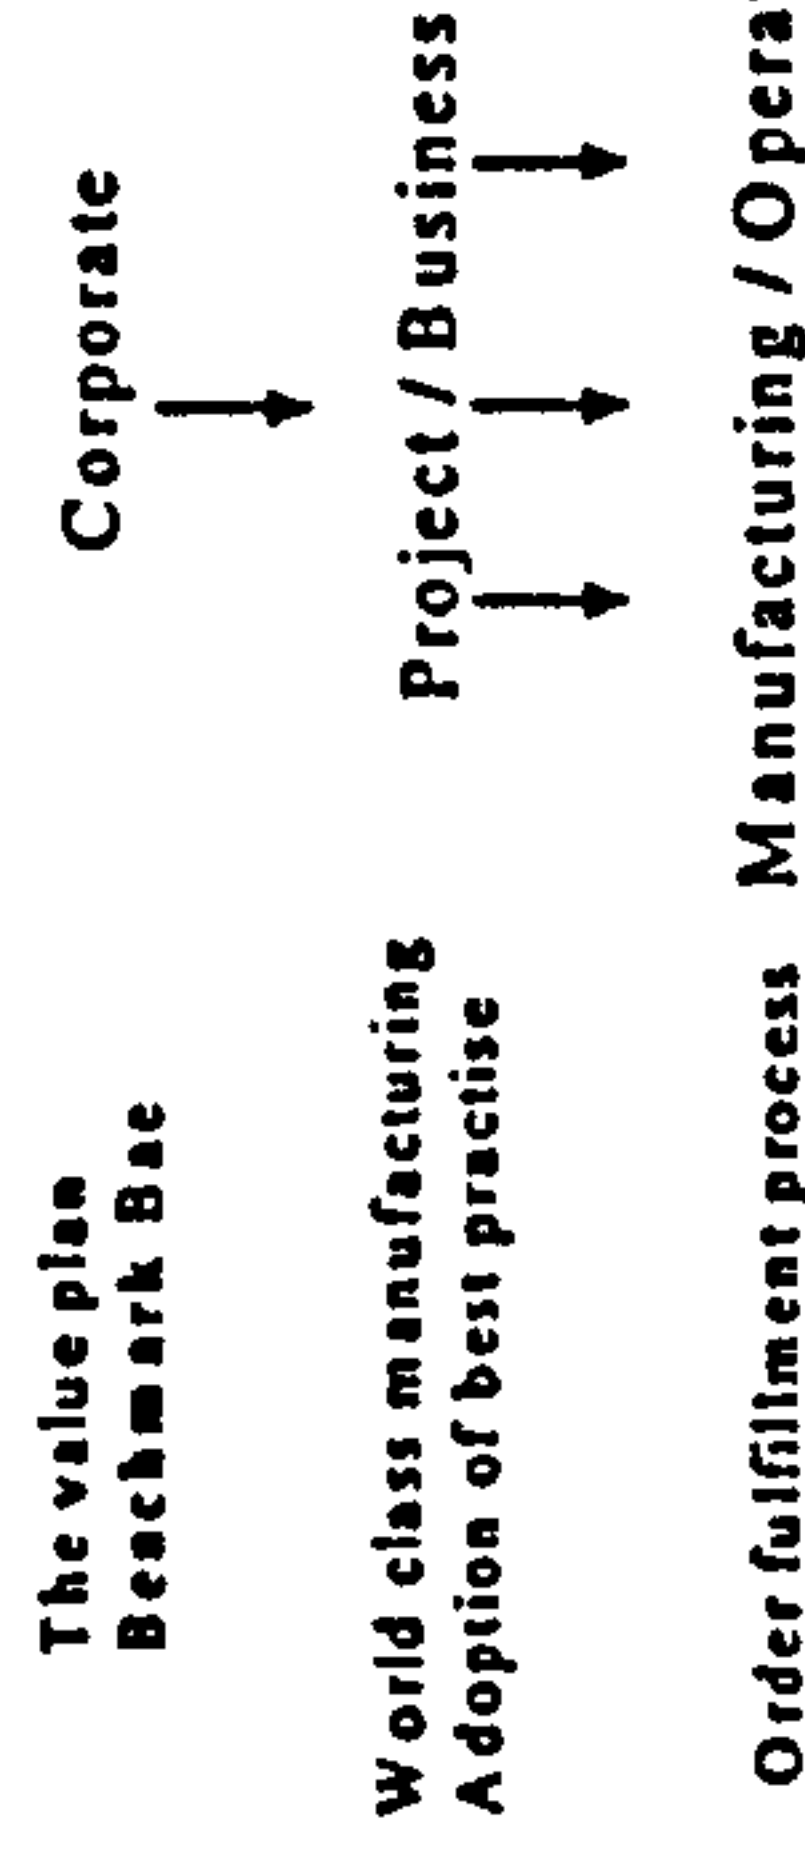 The value plan
Benchmark Bae
Corporate
World class manufacturing
Adoption of best practise
Project / Business
Order fulfillment process
Manufacturing / Opera